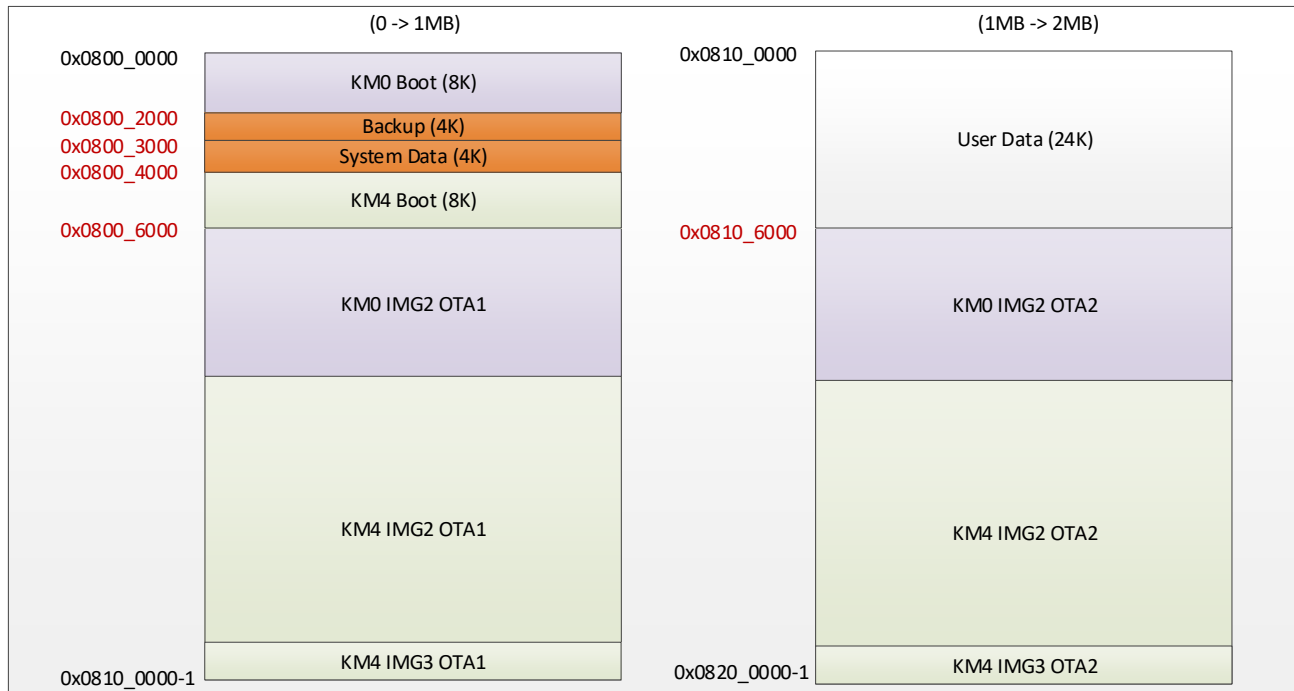 (0 -> 1MB)
0x0800_0000
KM0 Boot (8K)
0x0800_2000
Backup (4K)
0x0800_3000
System Data (4K)
0x0800_4000
KM4 Boot (8K)
0x0800_6000
KM0 IMG2 OTA1
KM4 IMG2 OTA1
KM4 IMG3 OTA1
0x0810_0000-1
(1MB -> 2MB)
0x0810_0000
User Data (24K)
0x0810_6000
KM0 IMG2 OTA2
KM4 IMG2 OTA2
KM4 IMG3 OTA2
0x0820_0000-1